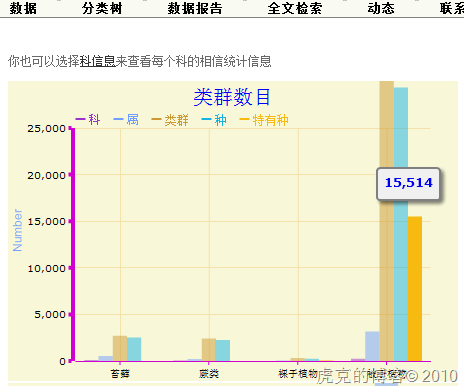 数据 分类树 数据报告 全文检索 动态 联系
你也可以选择科信息来查看每个科的相信统计信息
类群数目
科 属 类群 种 特有种
25,000
20,000
15,514
15,000
Number
10,000
5,000
0
苔藓 蕨类 裸子植物
虎克的博客© 2010